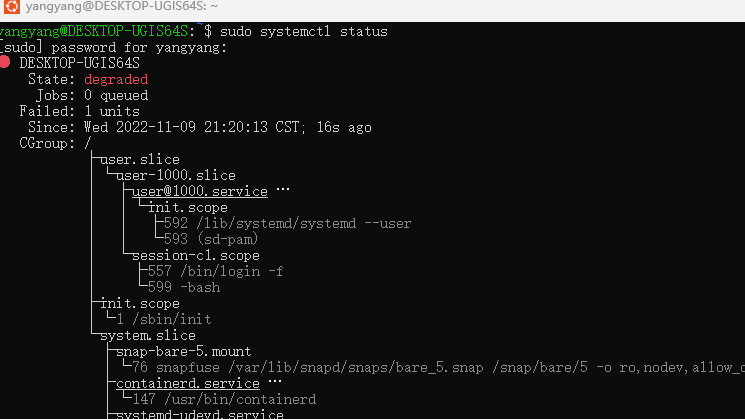 yangyang@DESKTOP-UGIS64S: ~
yangyang@DESKTOP-UGIS64S:~$ sudo systemctl status
[sudo] password for yangyang:
● DESKTOP-UGIS64S
State: degraded
Jobs: 0 queued
Failed: 1 units
Since: Wed 2022-11-09 21:20:13 CST; 16s ago
CGroup: /
├─user.slice
│ └─user-1000.slice
│ ├─user@1000.service …
│ │ └─init.scope
│ │ ├─592 /lib/systemd/systemd --user
│ │ └─593 (sd-pam)
│ └─session-c1.scope
│ ├─557 /bin/login -f
│ └─599 -bash
├─init.scope
│ └─1 /sbin/init
└─system.slice
├─snap-bare-5.mount
│ └─76 snapfuse /var/lib/snapd/snaps/bare_5.snap /snap/bare/5 -o ro,nodev,allow_o
├─containerd.service …
│ └─147 /usr/bin/containerd
├─systemd-udevd.service